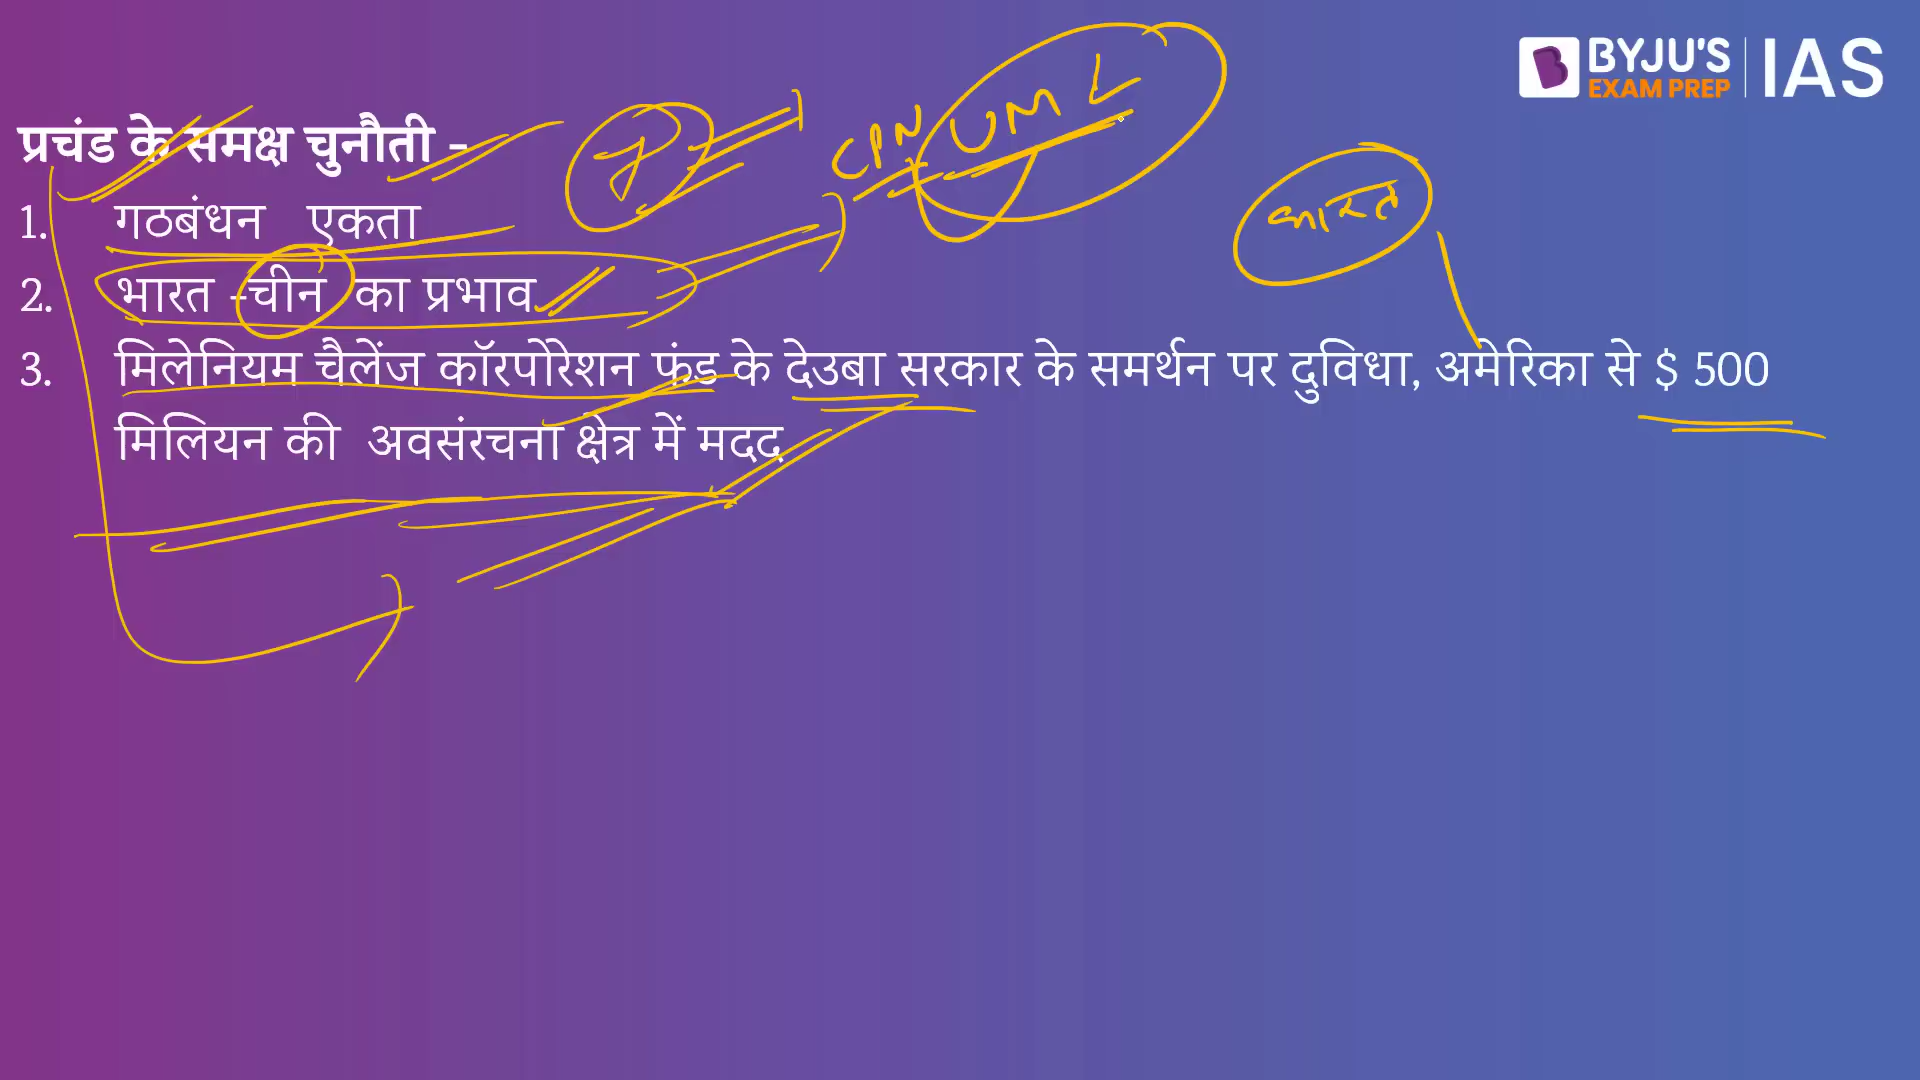 BYJU'S
EXAM PREP
IAS
प्रचंड के समक्ष चुनौती -
7
CPN UML
भारत
1. गठबंधन एकता
2. भारत -चीन का प्रभाव
3. मिलेनियम चैलेंज कॉरपोरेशन फंड के देउबा सरकार के समर्थन पर दुविधा, अमेरिका से $ 500
मिलियन की अवसंरचना क्षेत्र में मदद